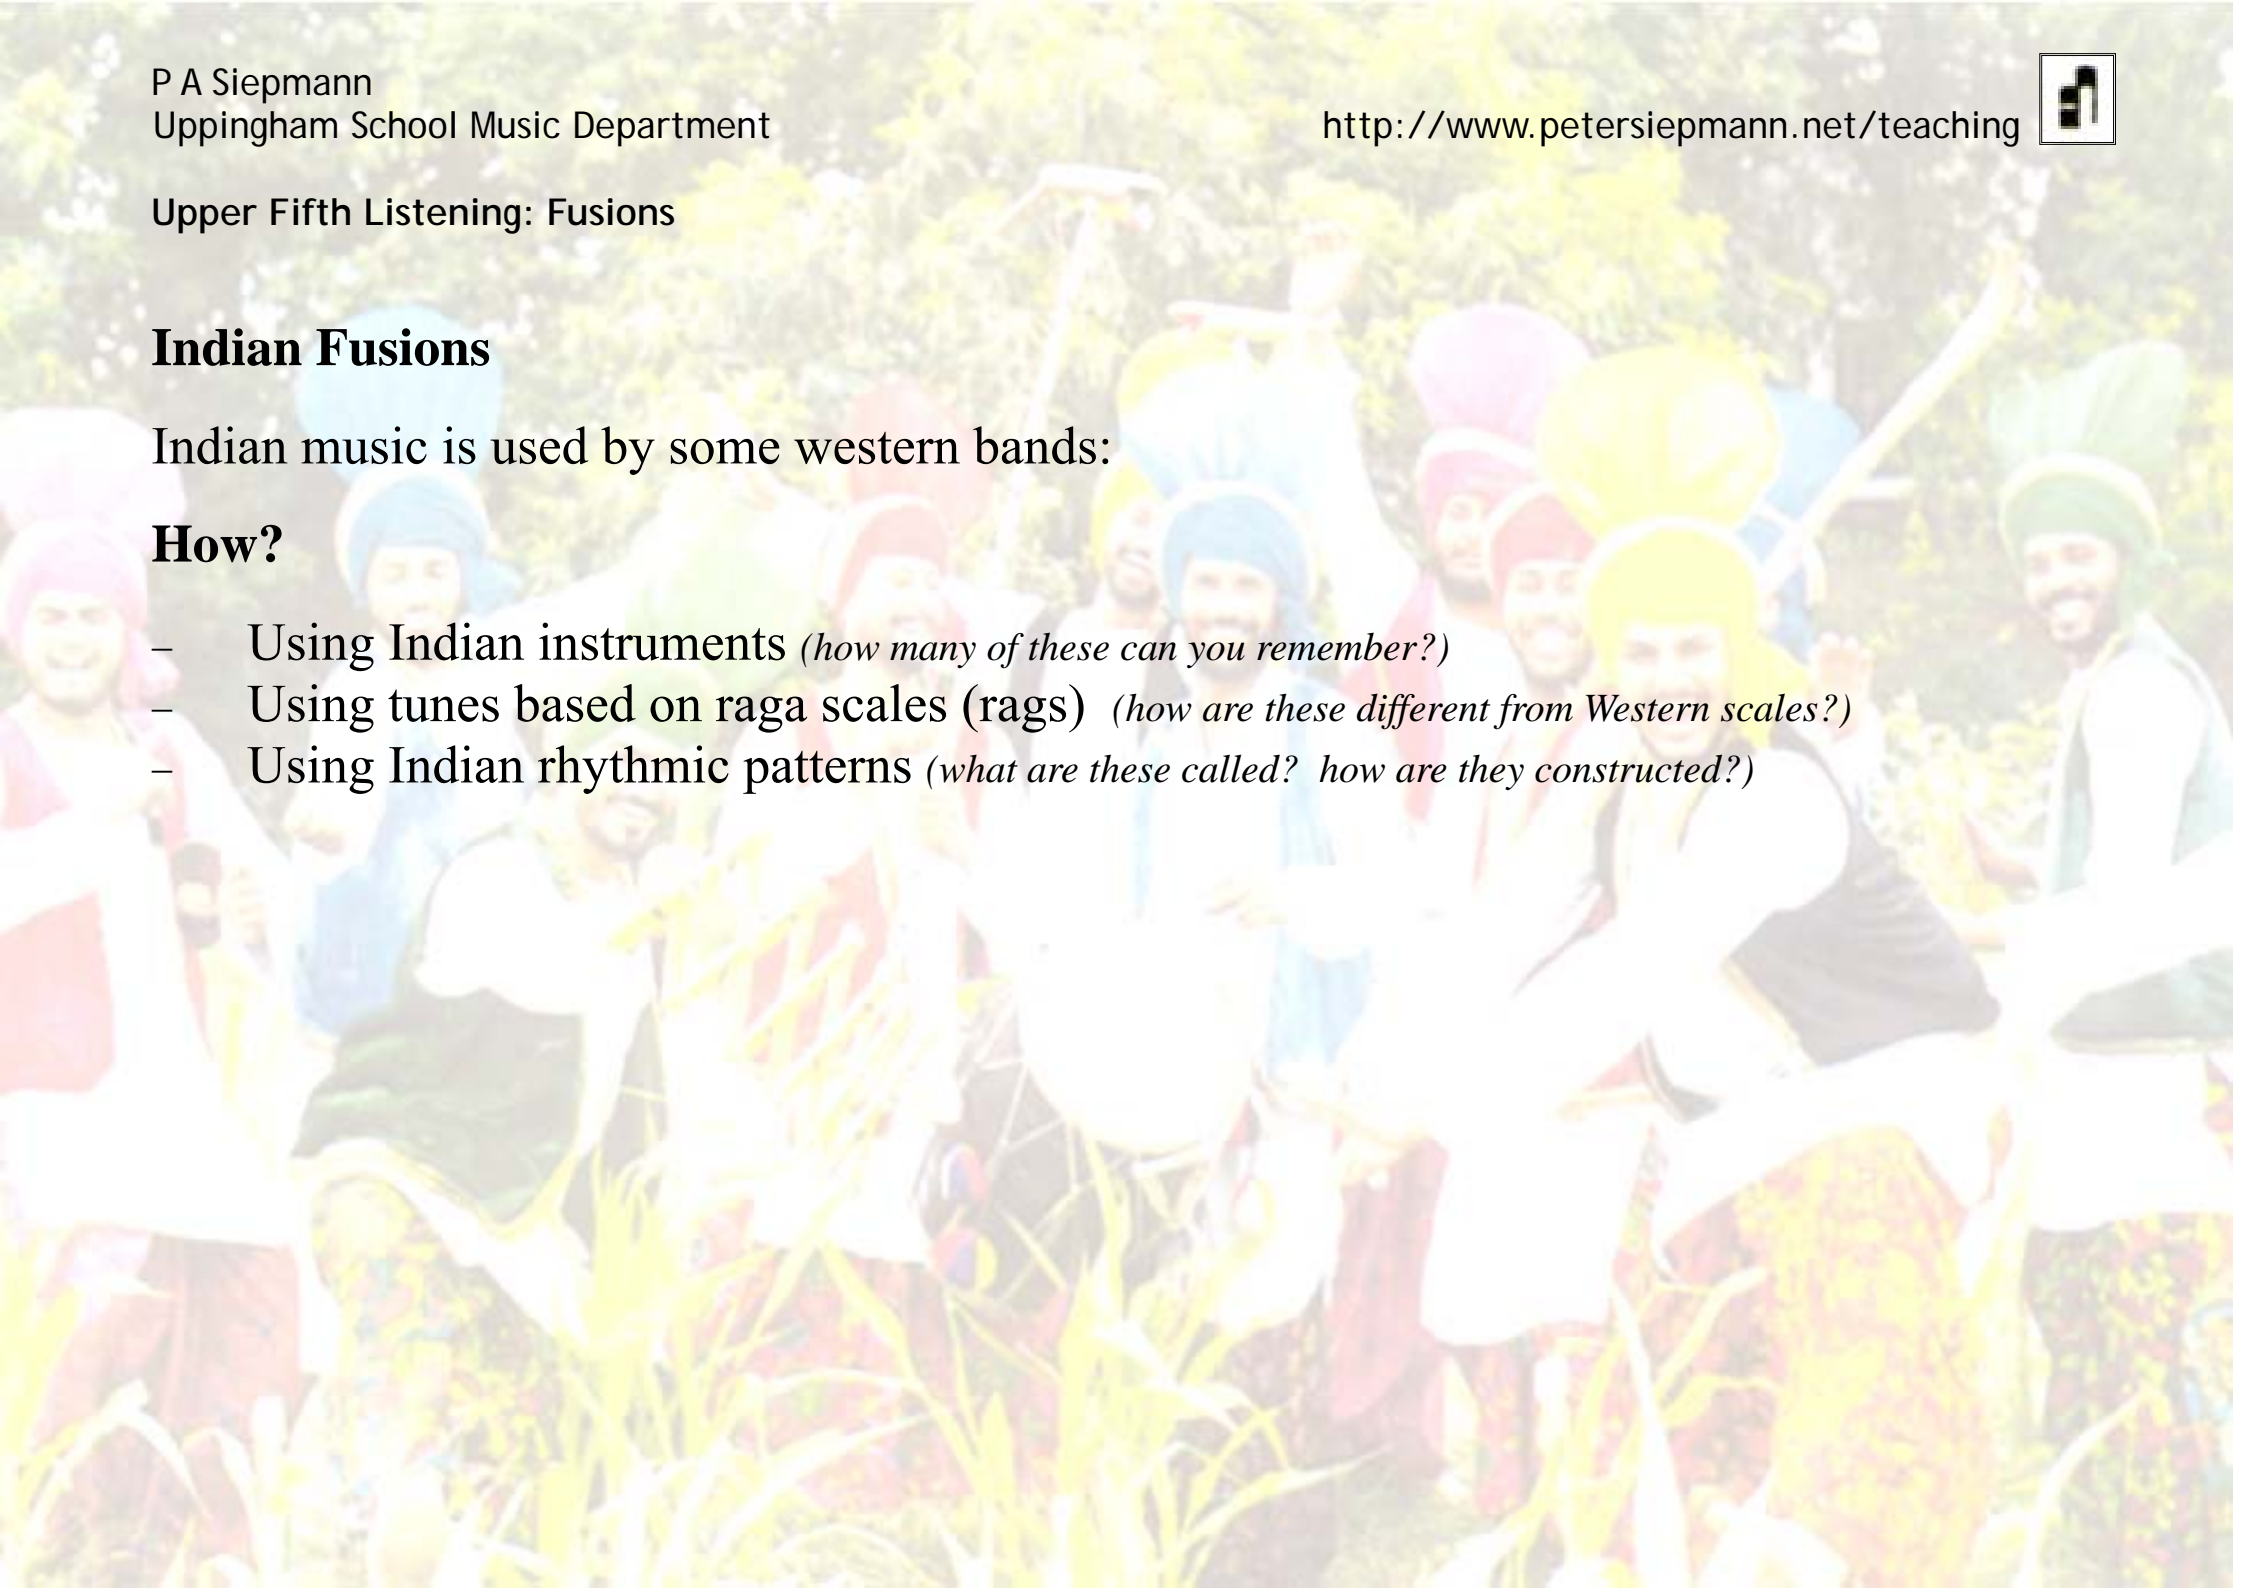 P A Siepmann
Uppingham School Music Department
http://www.petersiepmann.net/teaching
Upper Fifth Listening: Fusions
Indian Fusions
Indian music is used by some western bands:
How?
– Using Indian instruments (how many of these can you remember?)
– Using tunes based on raga scales (rags) (how are these different from Western scales?)
– Using Indian rhythmic patterns (what are these called? how are they constructed?)